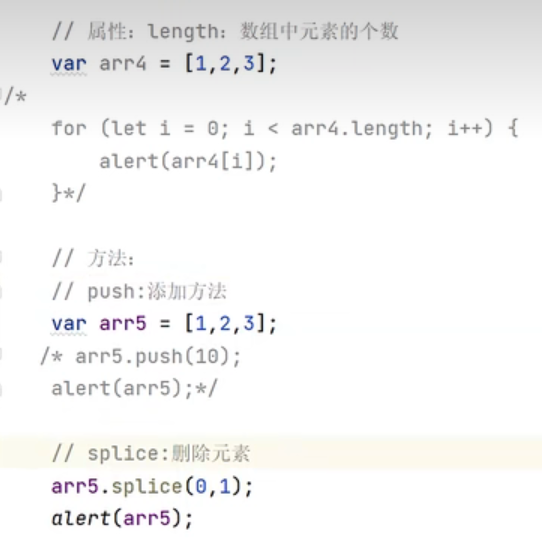 // 属性：length：数组中元素的个数
var arr4 = [1,2,3];
/*
for (let i = 0; i < arr4.length; i++) {
alert(arr4[i]);
}*/
// 方法：
// push:添加方法
var arr5 = [1,2,3];
/* arr5.push(10);
alert(arr5);*/
// splice:删除元素
arr5.splice(0,1);
alert(arr5);